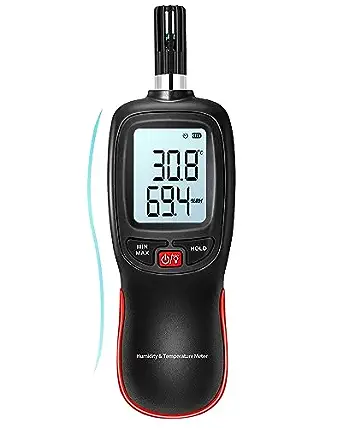 30.8 °C
69.4 %RH
MIN
MAX
HOLD
Humidity & Temperature Meter